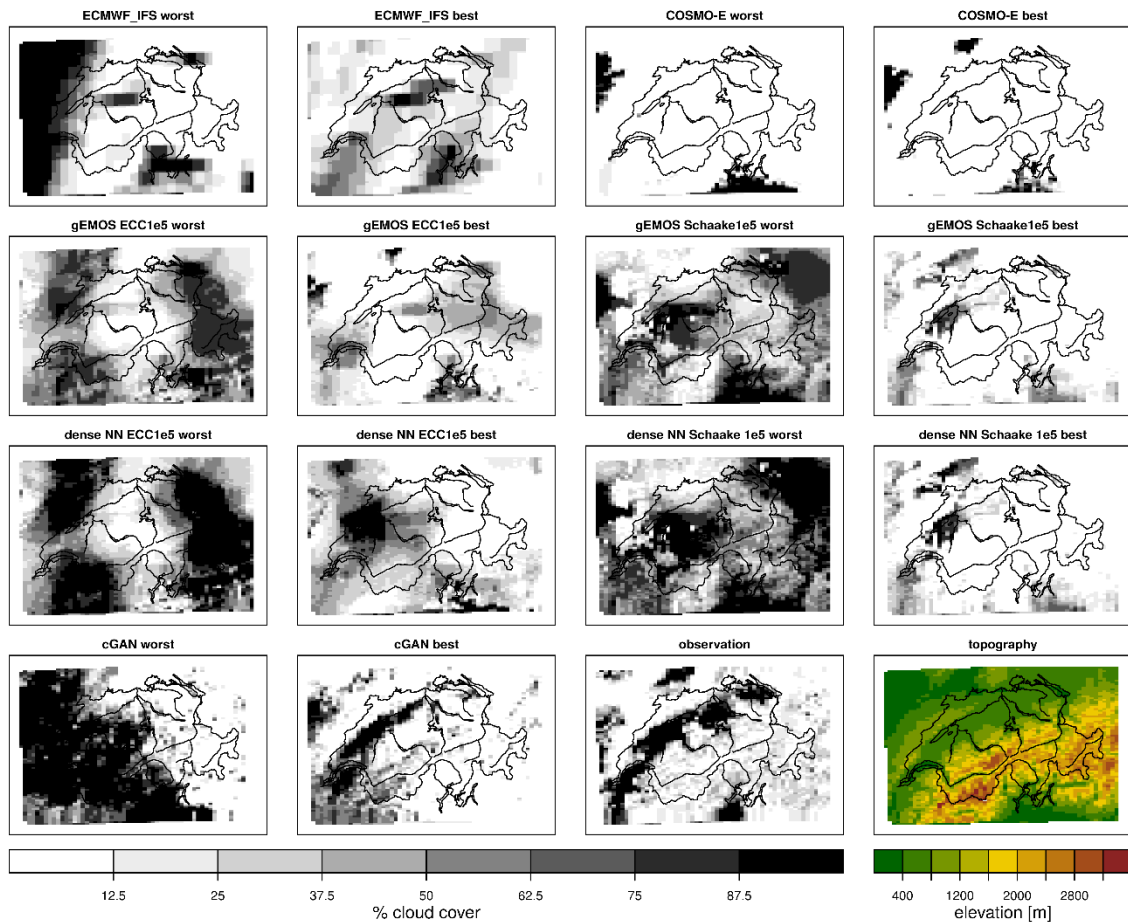 ECMWF_IFS worst
ECMWF_IFS best
COSMO-E worst
COSMO-E best
gEMOS ECC1e5 worst
gEMOS ECC1e5 best
gEMOS Schaake1e5 worst
gEMOS Schaake1e5 best
dense NN ECC1e5 worst
dense NN ECC1e5 best
dense NN Schaake 1e5 worst
dense NN Schaake 1e5 best
cGAN worst
cGAN best
observation
topography
12.5 25 37.5 50 62.5 75 87.5
% cloud cover
400 1200 2000 2800
elevation [m]